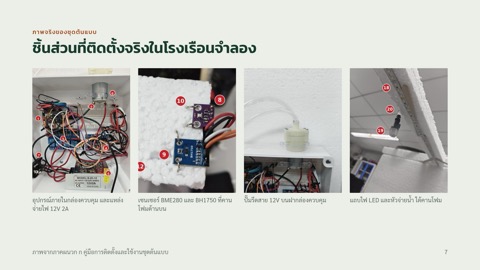 ภาพจริงของชุดต้นแบบ
ชิ้นส่วนที่ติดตั้งจริงในโรงเรือนจำลอง
10
8
9
12
18
20
19
อุปกรณ์ภายในกล่องควบคุม และแหล่ง
จ่ายไฟ 12V 2A
เซนเซอร์ BME280 และ BH1750 ที่คาน
โฟมด้านบน
ปั๊มรีดสาย 12V บนฝากล่องควบคุม
แถบไฟ LED และหัวจ่ายน้ำ ใต้คานโฟม
ภาพจากภาคผนวก ก คู่มือการติดตั้งและใช้งานชุดต้นแบบ
7